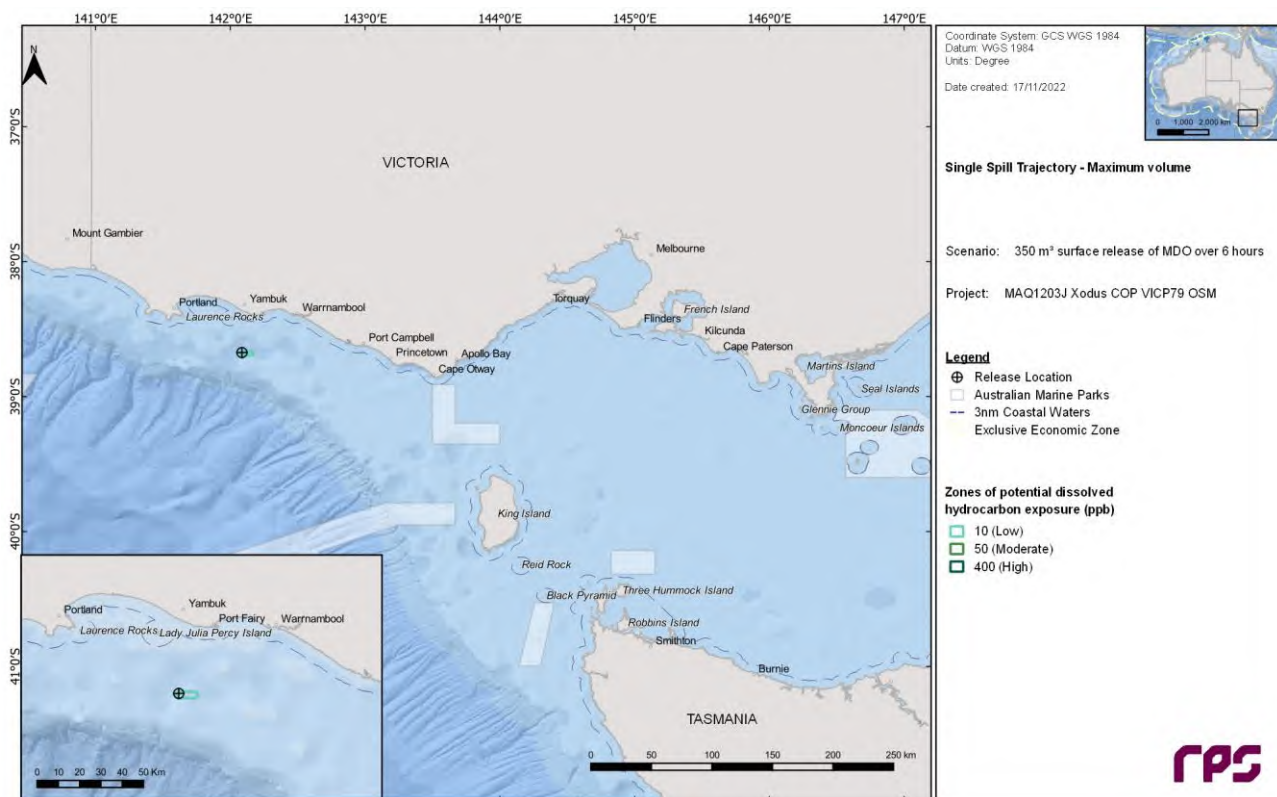 141°0'E 142°0'E 143°0'E 144°0'E 145°0'E 146°0'E 147°0'E
37°0'S
38°0'S
39°0'S
40°0'S
41°0'S
N
VICTORIA
Mount Gambier
Melbourne
Portland
Yambuk
Laurence Rocks
Warrnambool
Torquay
French Island
Flinders
Port Campbell
Kilcunda
Princetown
Apollo Bay
Cape Paterson
Cape Otway
Martins Island
Seal Islands
Glennie Group
Moncoeur Islands
King Island
Reid Rock
Black Pyramid
Three Hummock Island
Robbins Island
Smithton
Burnie
TASMANIA
0 50 100 150 200 250 km
Portland
Yambuk
Port Fairy
Warrnambool
Laurence Rocks
Lady Julia Percy Island
0 10 20 30 40 50 Km
Coordinate System: GCS WGS 1984
Datum: WGS 1984
Units: Degree
Date created: 17/11/2022
0 1,000 2,000 km
Single Spill Trajectory - Maximum volume
Scenario: 350 m³ surface release of MDO over 6 hours
Project: MAQ1203J Xodus COP VICP79 OSM
Legend
Release Location
Australian Marine Parks
3nm Coastal Waters
Exclusive Economic Zone
Zones of potential dissolved
hydrocarbon exposure (ppb)
10 (Low)
50 (Moderate)
400 (High)
rps